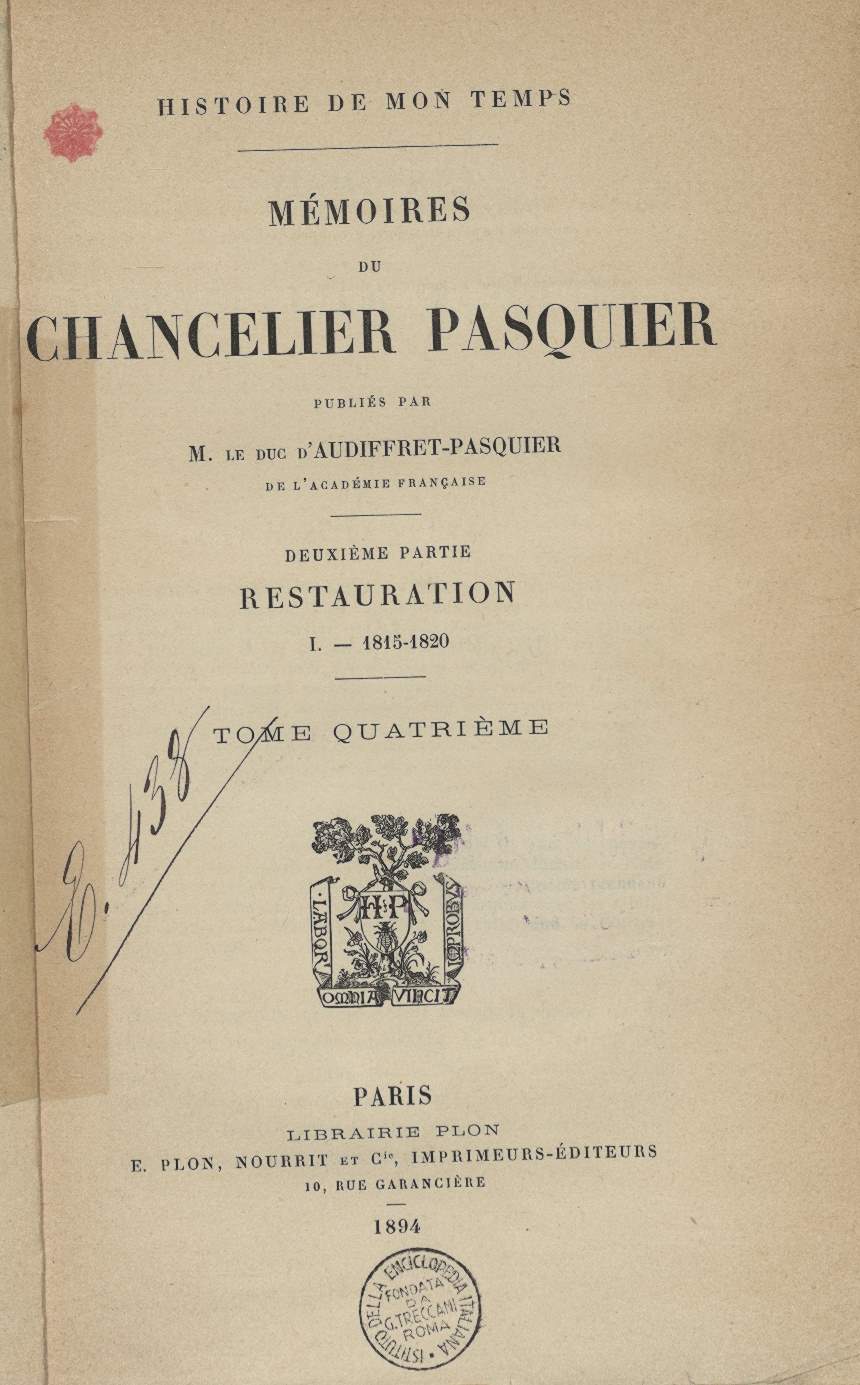 HISTOIRE DE MON TEMPS
MÉMOIRES
DU
CHANCELIER PASQUIER
PUBLIÉS PAR
M. LE DUC D'AUDIFFRET-PASQUIER
DE L'ACADÉMIE FRANÇAISE
DEUXIÈME PARTIE
RESTAURATION
I. — 1815-1820
TOME QUATRIÈME
E. 438
H P
LABOR
OMNIA VINCIT
IMPROBVS
PARIS
LIBRAIRIE PLON
E. PLON, NOURRIT ET Cie, IMPRIMEURS-ÉDITEURS
10, RUE GARANCIÈRE
1894
ISTITUTO DELLA ENCICLOPEDIA ITALIANA
FONDATA
DA
G. TRECCANI
ROMA